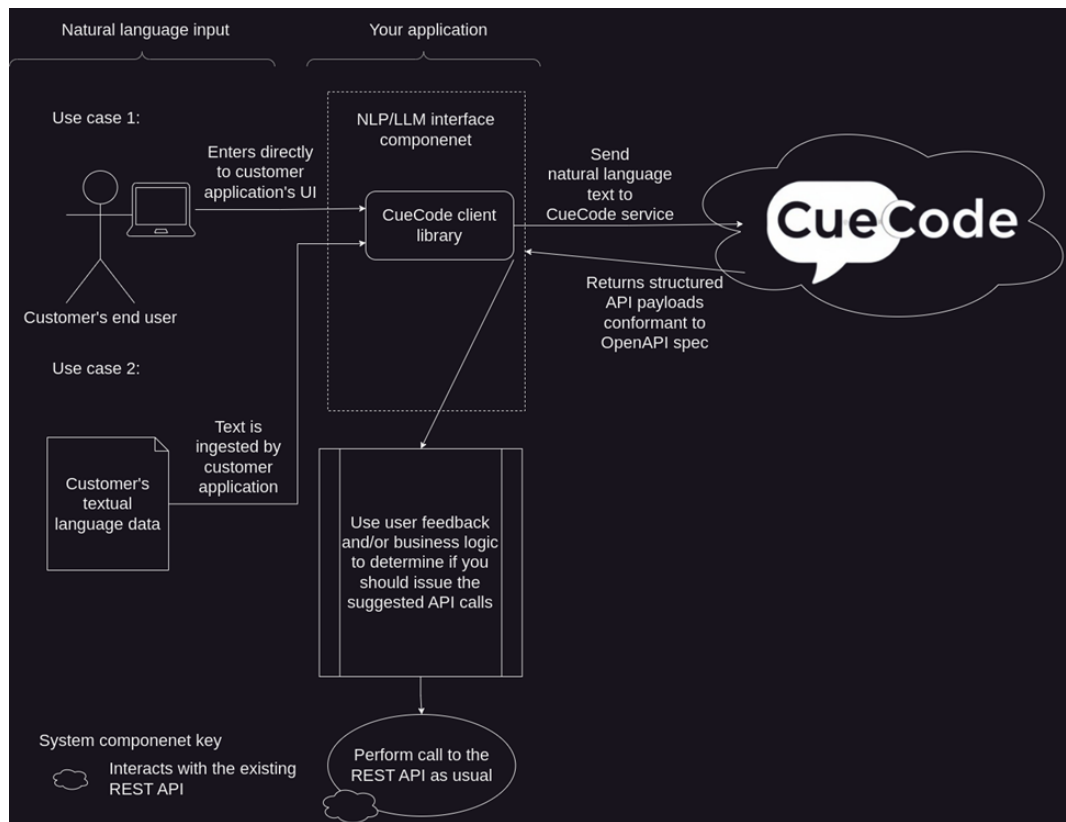 Natural language input
Your application
Use case 1:
NLP/LLM interface
componenet
Enters directly
to customer
application's UI
CueCode client
library
Send
natural language
text to
CueCode service
CueCode
Returns structured
API payloads
conformant to
OpenAPI spec
Customer's end user
Use case 2:
Text is
ingested by
customer
application
Customer's
textual
language data
Use user feedback
and/or business logic
to determine if you
should issue the
suggested API calls
Perform call to the
REST API as usual
System componenet key
Interacts with the existing
REST API